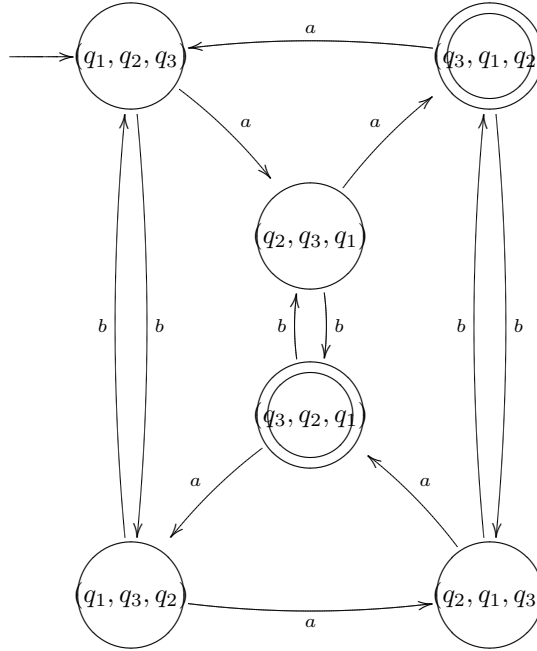 a
(q₁, q₂, q₃) (q₃, q₁, q₂)
a a
(q₂, q₃, q₁)
b b b b b b
(q₃, q₂, q₁)
a a
(q₁, q₃, q₂) (q₂, q₁, q₃)
a